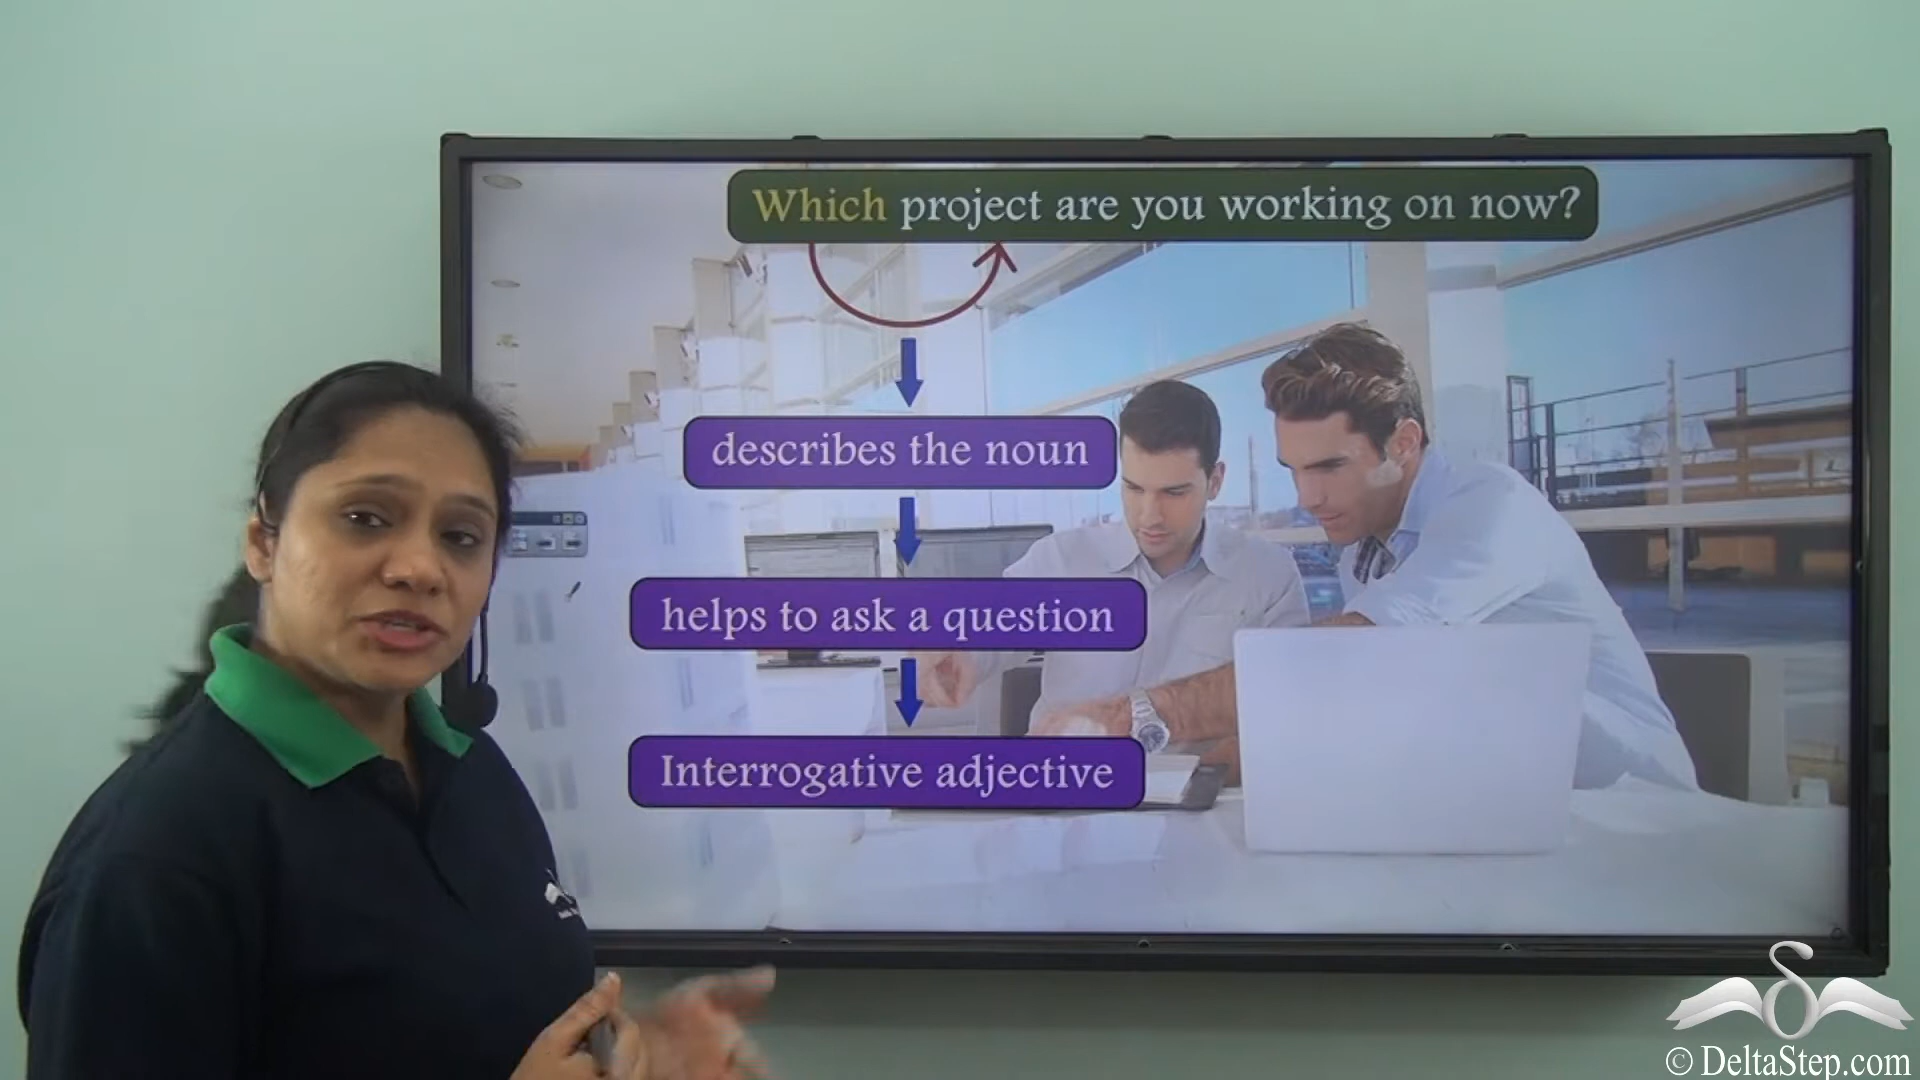 Which project are you working on now?
describes the noun
helps to ask a question
Interrogative adjective
© DeltaStep.com